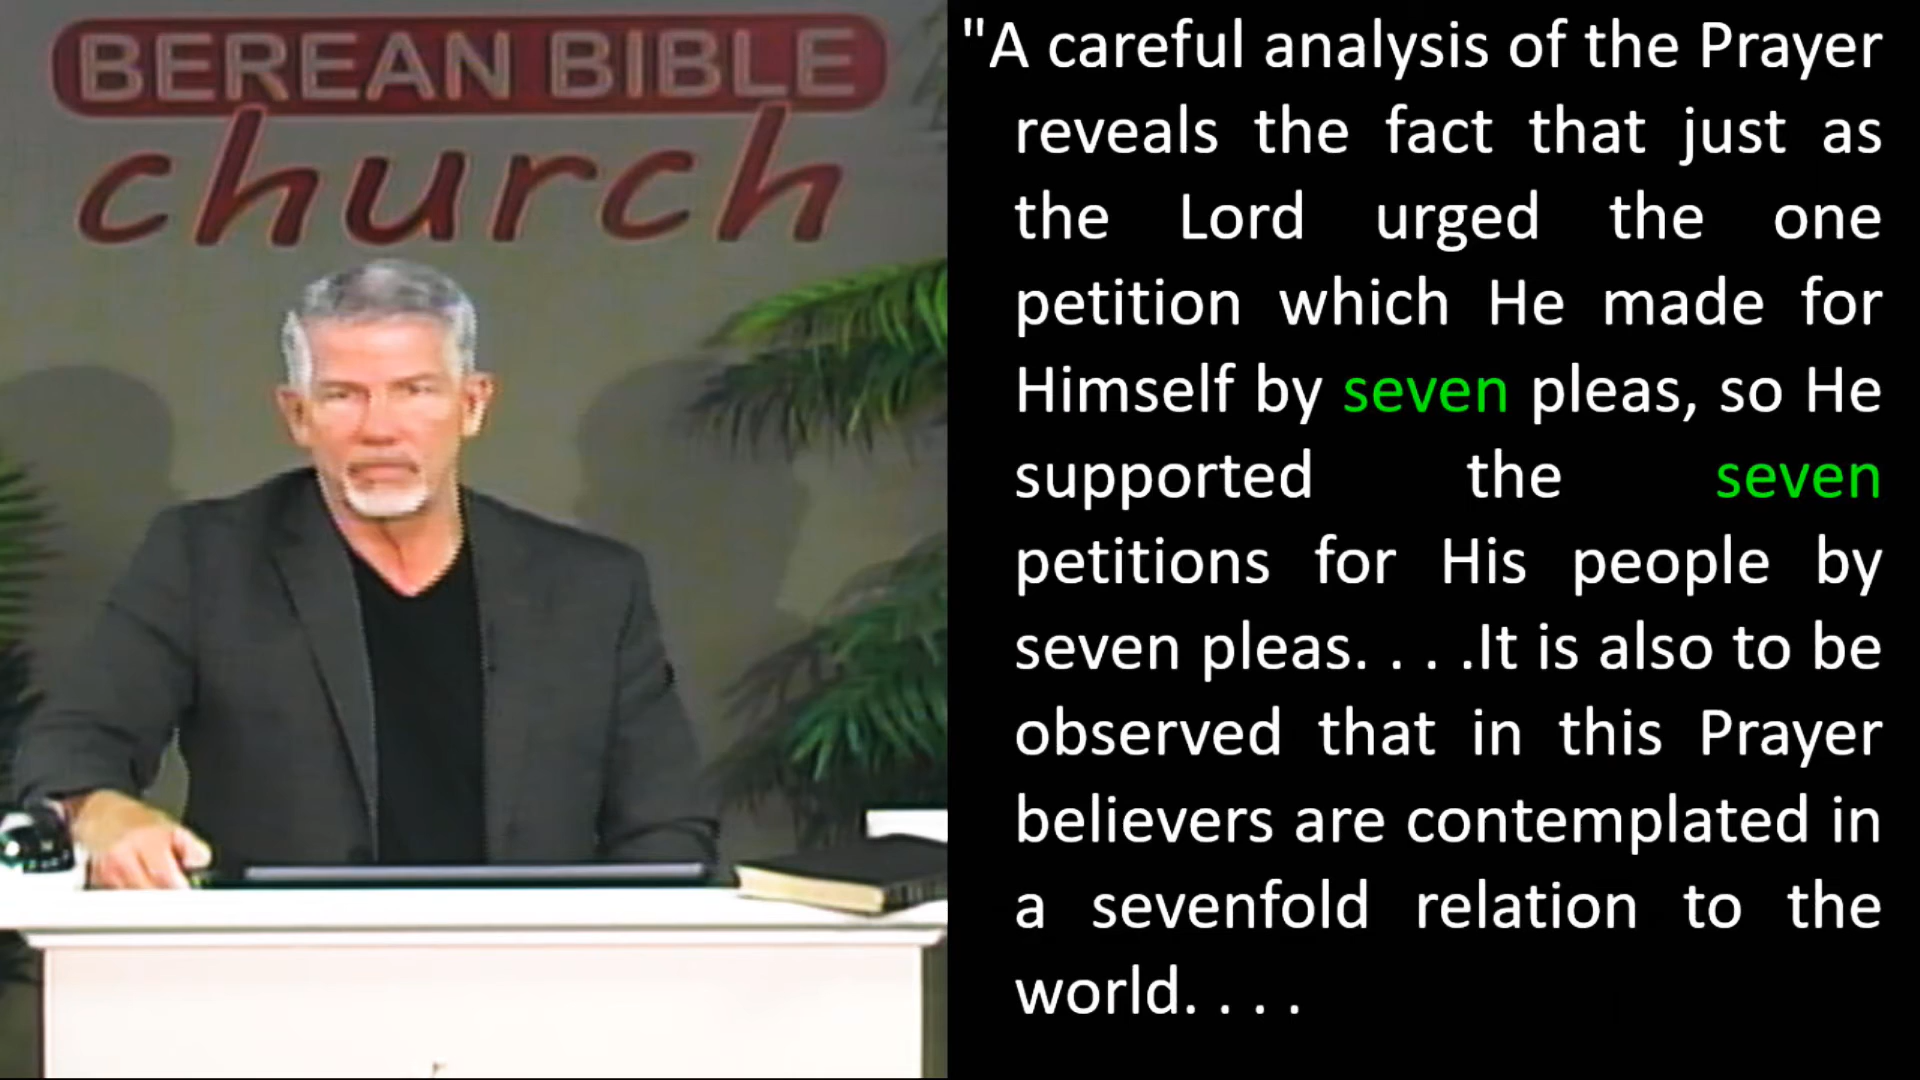 BEREAN BIBLE
church
"A careful analysis of the Prayer
reveals the fact that just as
the Lord urged the one
petition which He made for
Himself by seven pleas, so He
supported the seven
petitions for His people by
seven pleas. . . .It is also to be
observed that in this Prayer
believers are contemplated in
a sevenfold relation to the
world. . . .